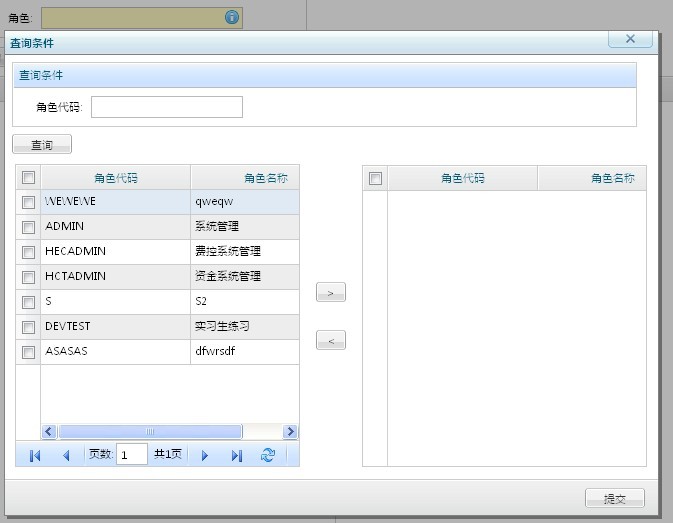 角色:
查询条件
查询条件
角色代码:
查询
角色代码 角色名称
WEWEWE qweqw
ADMIN 系统管理
HECADMIN 费控系统管理
HCTADMIN 资金系统管理
S S2
DEVTEST 实习生练习
ASASAS dfwrsdf
页数: 1 共1页
>
<
角色代码 角色名称
提交